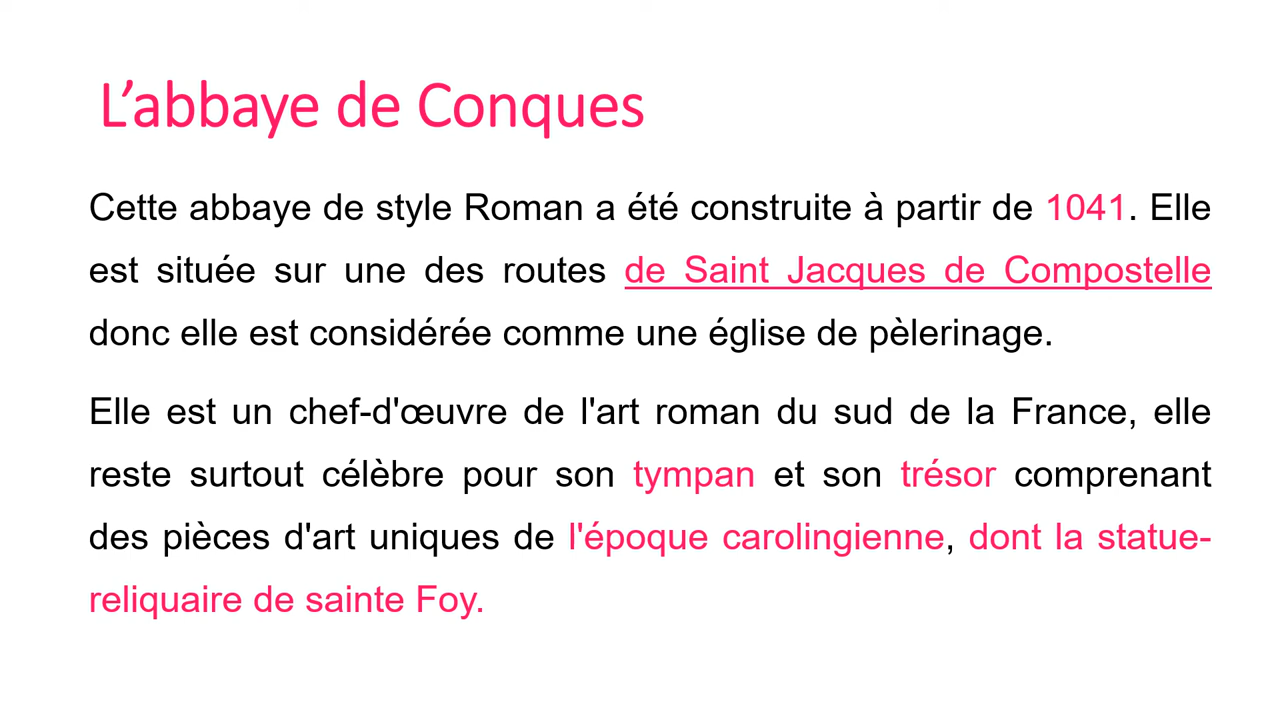 L’abbaye de Conques
Cette abbaye de style Roman a été construite à partir de 1041. Elle
est située sur une des routes de Saint Jacques de Compostelle
donc elle est considérée comme une église de pèlerinage.
Elle est un chef-d'œuvre de l'art roman du sud de la France, elle
reste surtout célèbre pour son tympan et son trésor comprenant
des pièces d'art uniques de l'époque carolingienne, dont la statue-
reliquaire de sainte Foy.